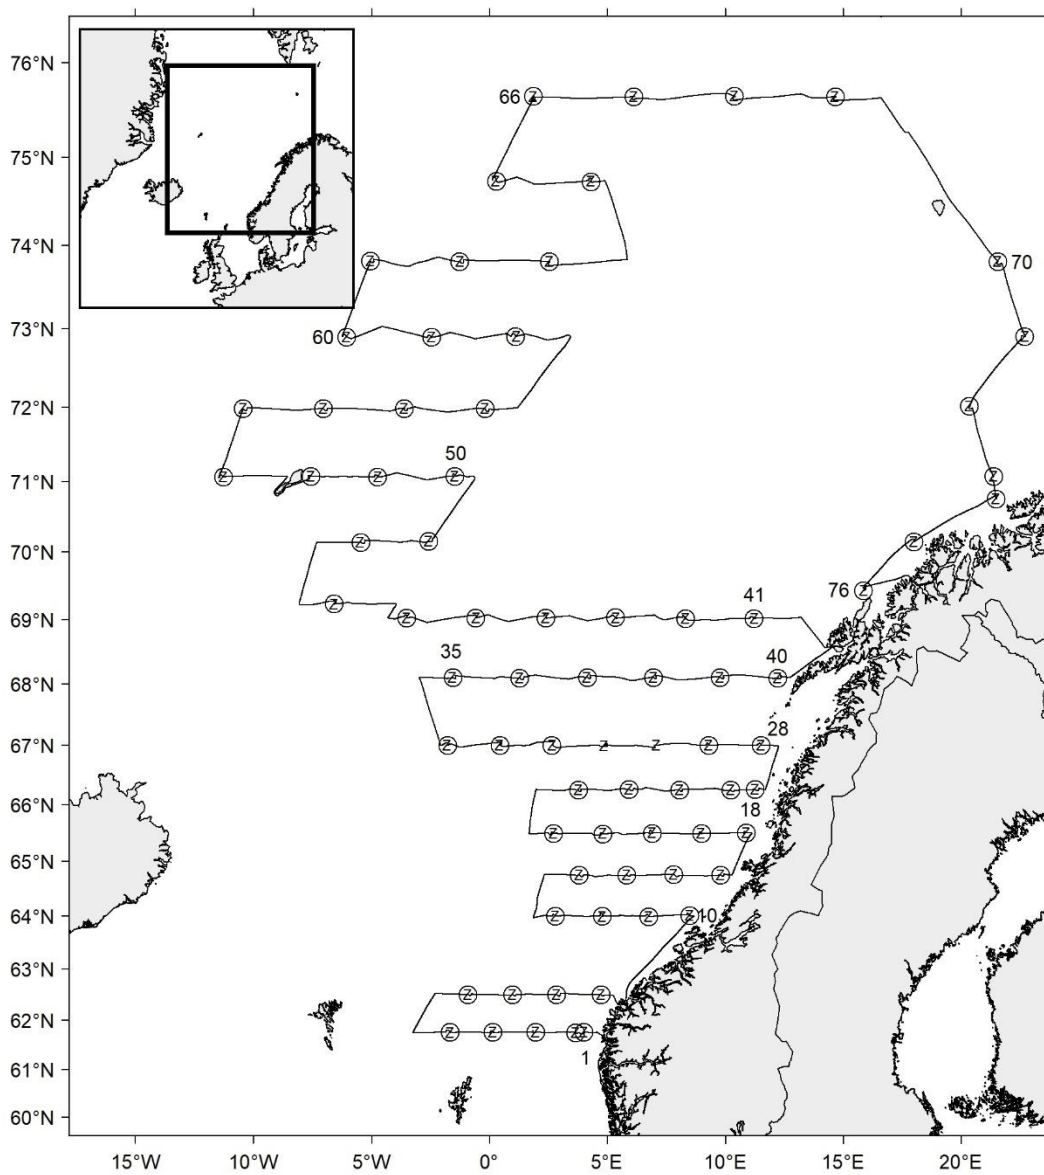 76°N
66 Z Z Z Z
75°N
Z Z
74°N
Z Z Z Z 70
73°N
60 Z Z Z Z
72°N Z Z Z Z Z
50
71°N Z Z Z Z Z
Z
70°N Z Z Z
76 Z
Z
41
69°N Z Z Z Z Z Z
35 40
68°N Z Z Z Z Z Z
28
67°N Z Z Z Z Z Z Z
66°N Z Z Z Z Z
18
Z Z Z Z Z
65°N
Z Z Z Z
64°N Z Z Z Z 10
63°N
Z Z Z Z
62°N
Z Z Z Z Z
1
61°N
60°N
15°W 10°W 5°W 0° 5°E 10°E 15°E 20°E